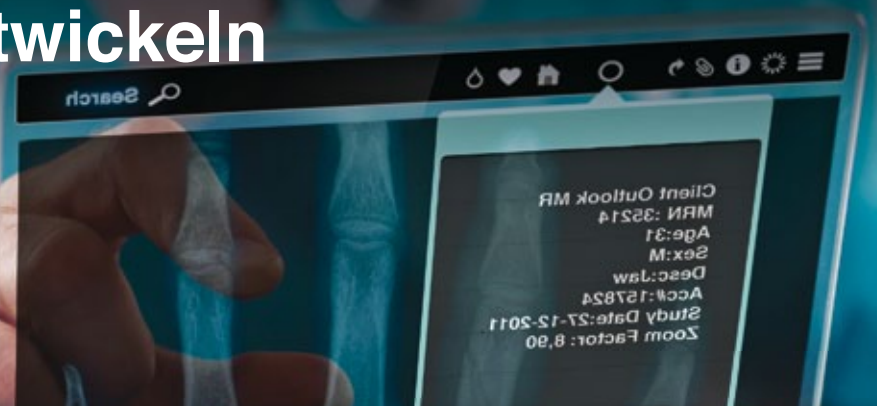 twickeln
Search
Client Outlook MR
MRN :35214
Age:31
Sex:M
Desc:Jaw
Acc#:157824
Study Date:27-12-2011
Zoom Factor: 8,90